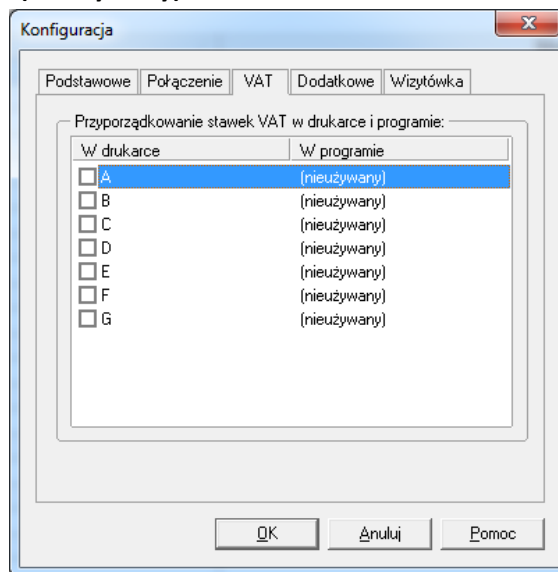 Konfiguracja
Podstawowe Połączenie VAT Dodatkowe Wizytówka
Przyporządkowanie stawek VAT w drukarce i programie:
W drukarce W programie
A (nieużywany)
B (nieużywany)
C (nieużywany)
D (nieużywany)
E (nieużywany)
F (nieużywany)
G (nieużywany)
OK Anuluj Pomoc